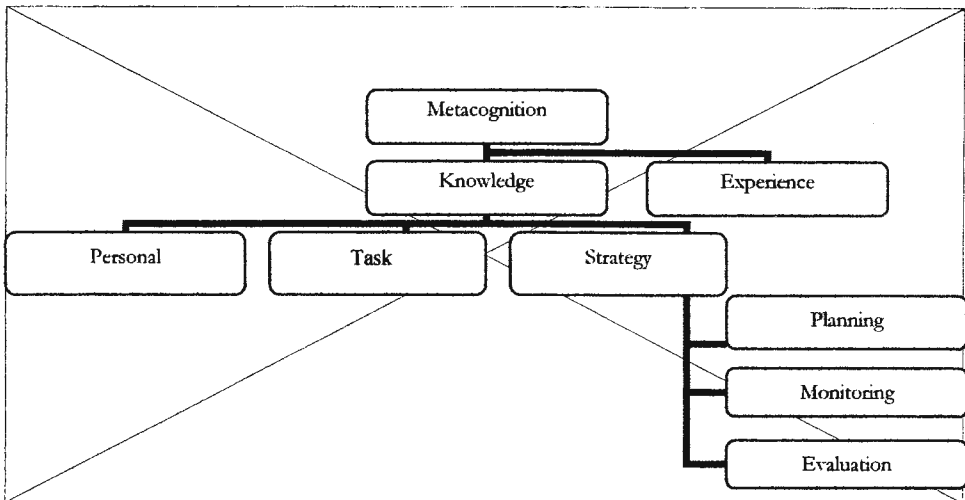 Metacognition
Knowledge
Experience
Personal
Task
Strategy
Planning
Monitoring
Evaluation